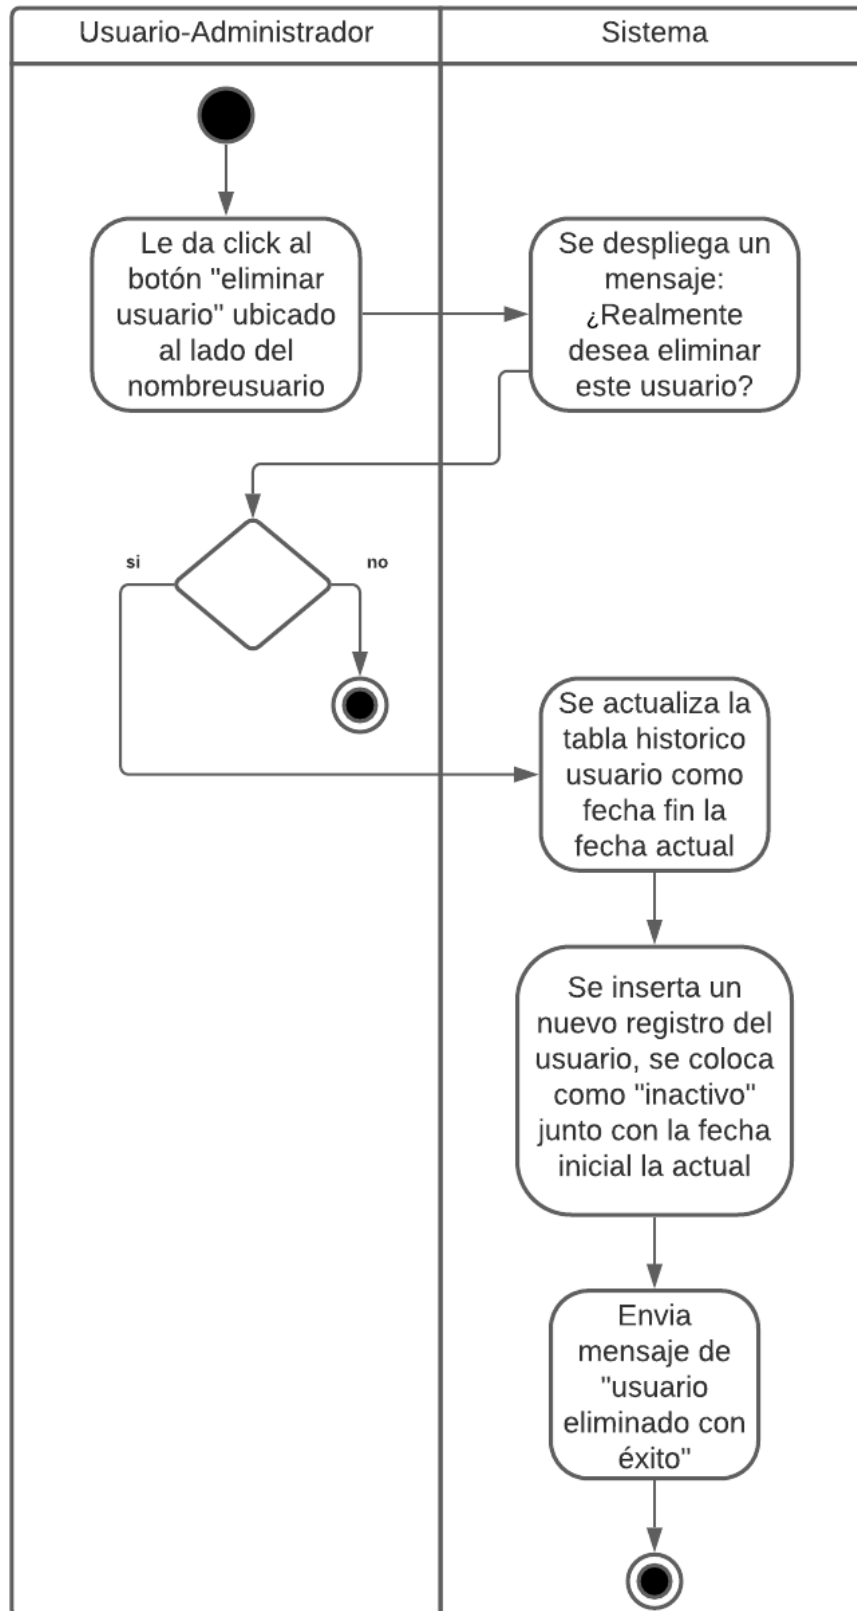 Usuario-Administrador
Sistema
Le da click al
botón "eliminar
usuario" ubicado
al lado del
nombreusuario
Se despliega un
mensaje:
¿Realmente
desea eliminar
este usuario?
si
no
Se actualiza la
tabla historico
usuario como
fecha fin la
fecha actual
Se inserta un
nuevo registro del
usuario, se coloca
como "inactivo"
junto con la fecha
inicial la actual
Envia
mensaje de
"usuario
eliminado con
éxito"